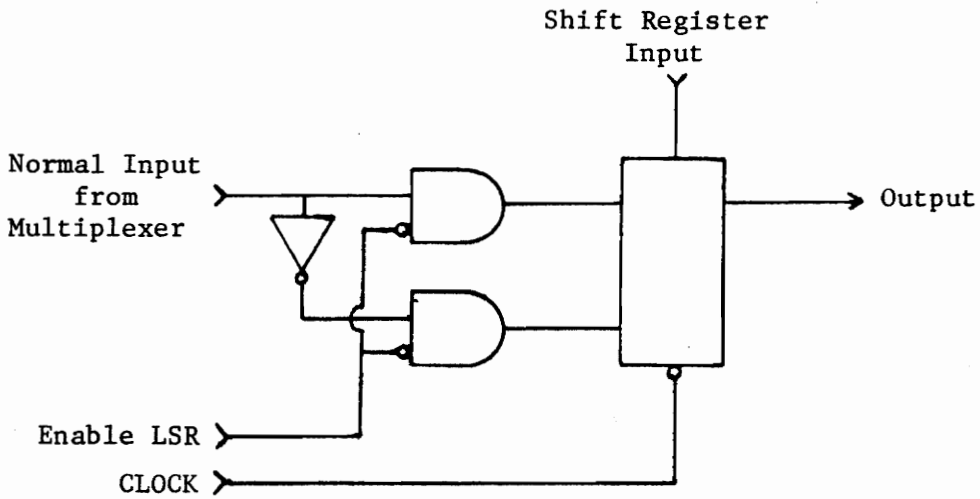 Shift Register
Input
Normal Input
from
Multiplexer
Output
Enable LSR
CLOCK